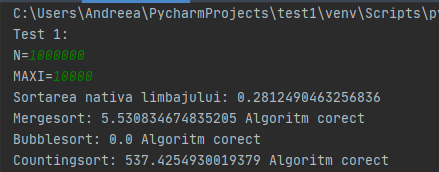 C:\Users\Andreea\PycharmProjects\test1\venv\Scripts\p
Test 1:
N=1000000
MAXI=10000
Sortarea nativa limbajului: 0.2812490463256836
Mergesort: 5.530834674835205 Algoritm corect
Bubblesort: 0.0 Algoritm corect
Countingsort: 537.4254930019379 Algoritm corect